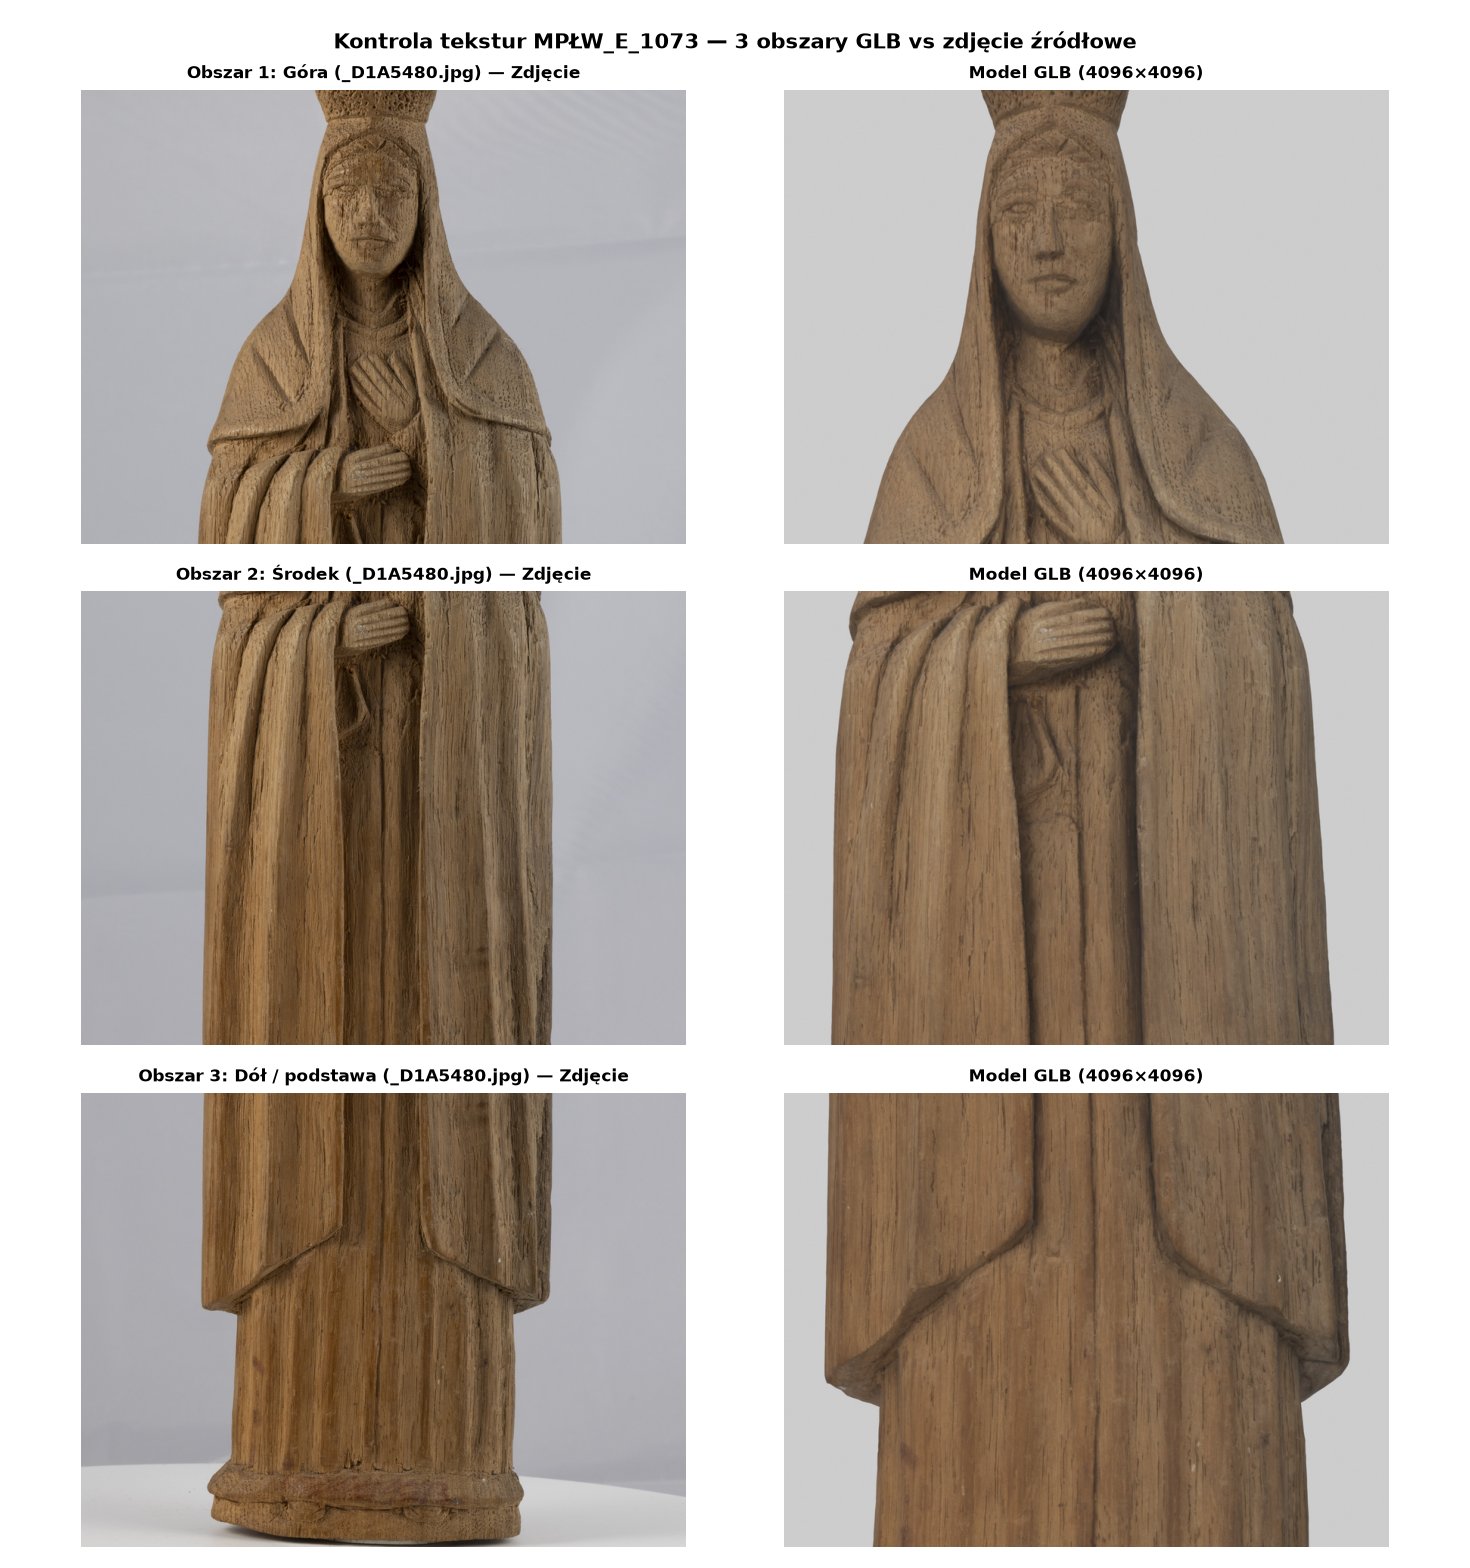 Kontrola tekstur MPŁW_E_1073 — 3 obszary GLB vs zdjęcie źródłowe
Obszar 1: Góra (_D1A5480.jpg) — Zdjęcie
Model GLB (4096×4096)
Obszar 2: Środek (_D1A5480.jpg) — Zdjęcie
Model GLB (4096×4096)
Obszar 3: Dół / podstawa (_D1A5480.jpg) — Zdjęcie
Model GLB (4096×4096)